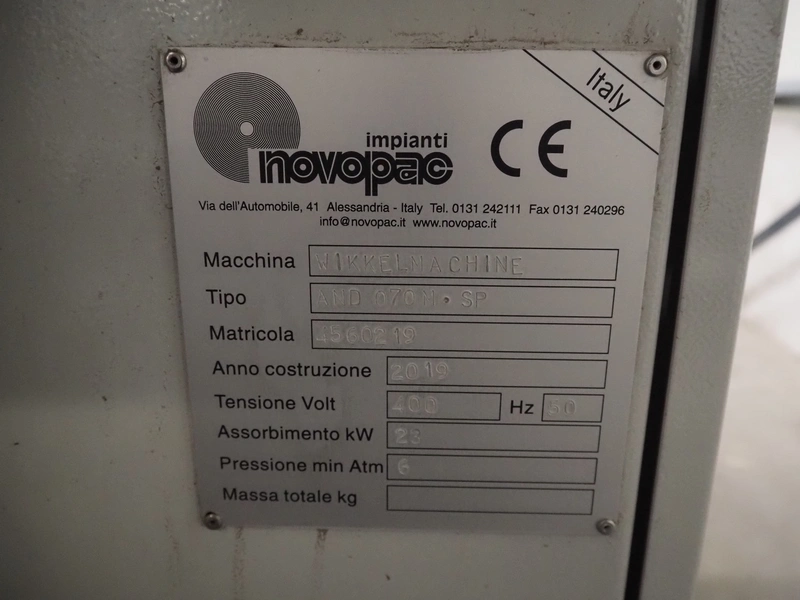 Italy
impianti
novopac
CE
Via dell'Automobile, 41 Alessandria - Italy Tel. 0131 242111 Fax 0131 240296
info@novopac.it www.novopac.it
Macchina WIKKELMACHINE
Tipo AND 070M • SP
Matricola 4560219
Anno costruzione 2019
Tensione Volt 400 Hz 50
Assorbimento kW 23
Pressione min Atm 6
Massa totale kg